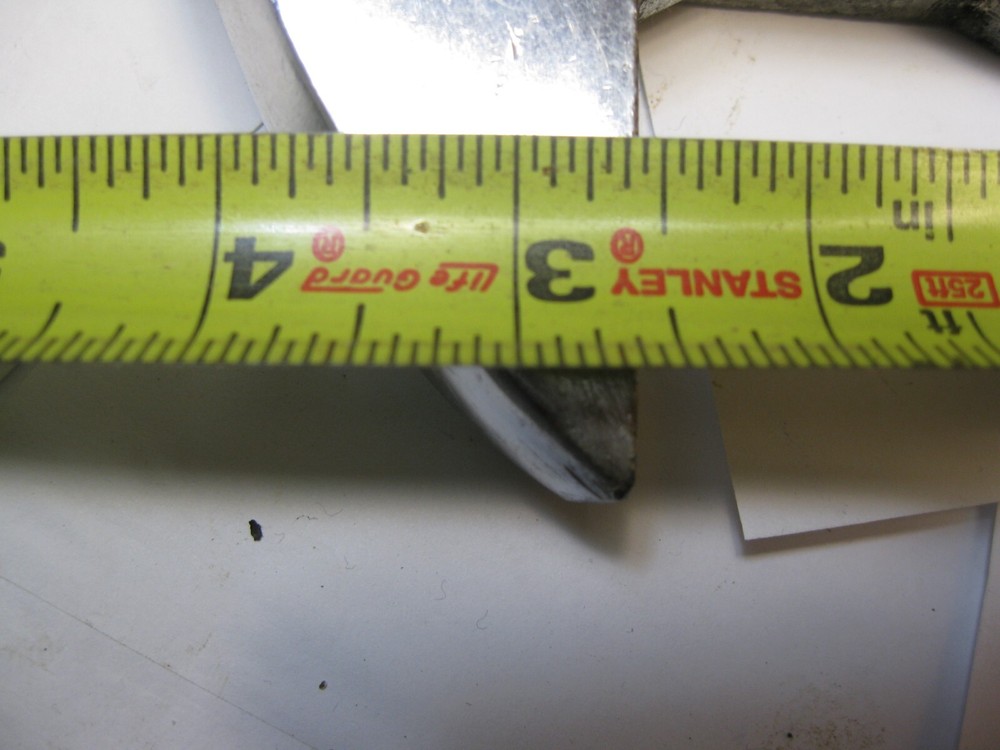 25ft
2 STANLEY® 3 Life Guard® 4
in
ft